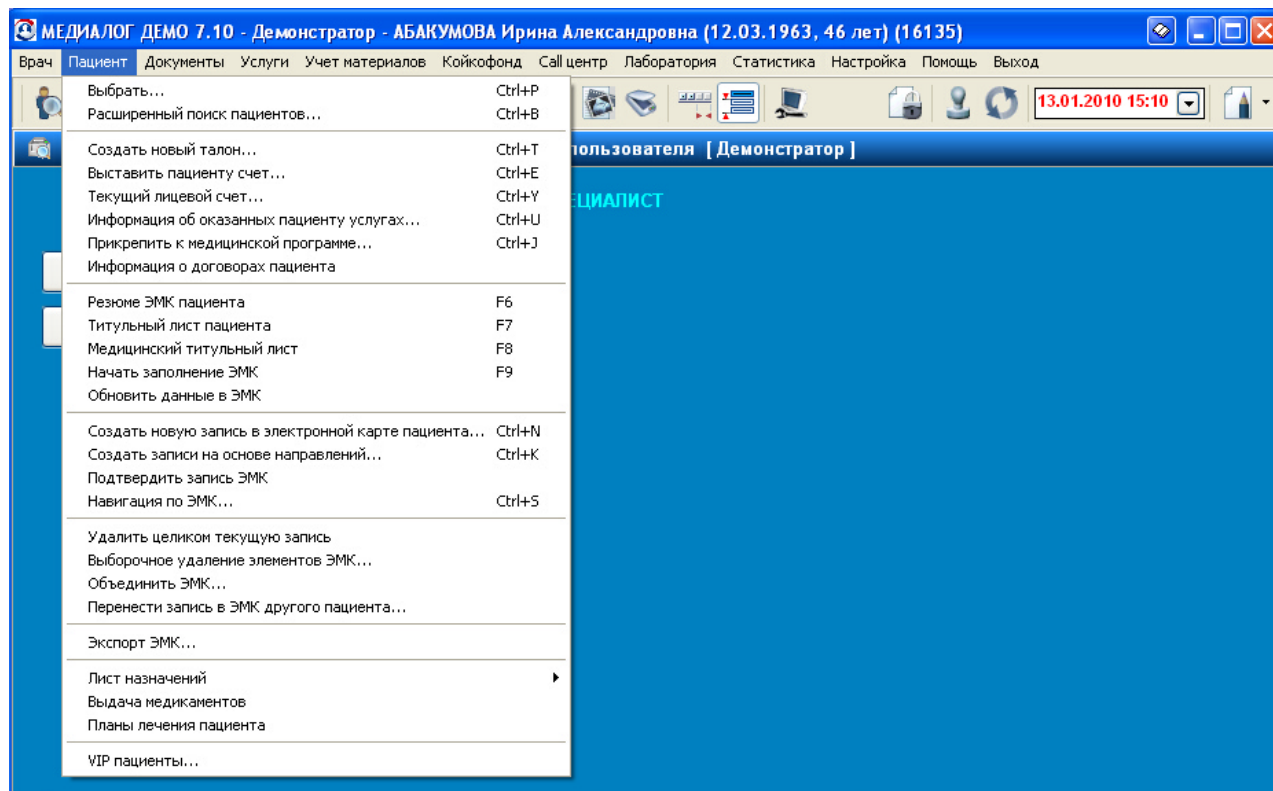 МЕДИАЛОГ ДЕМО 7.10 - Демонстратор - АБАКУМОВА Ирина Александровна (12.03.1963, 46 лет) (16135)
Врач Пациент Документы Услуги Учет материалов Койкофонд Call центр Лаборатория Статистика Настройка Помощь Выход
13.01.2010 15:10
пользователя [ Демонстратор ]
ЕЦИАЛИСТ
Выбрать... Ctrl+P
Расширенный поиск пациентов... Ctrl+B
Создать новый талон... Ctrl+T
Выставить пациенту счет... Ctrl+E
Текущий лицевой счет... Ctrl+Y
Информация об оказанных пациенту услугах... Ctrl+U
Прикрепить к медицинской программе... Ctrl+J
Информация о договорах пациента
Резюме ЭМК пациента F6
Титульный лист пациента F7
Медицинский титульный лист F8
Начать заполнение ЭМК F9
Обновить данные в ЭМК
Создать новую запись в электронной карте пациента... Ctrl+N
Создать записи на основе направлений... Ctrl+K
Подтвердить запись ЭМК
Навигация по ЭМК... Ctrl+S
Удалить целиком текущую запись
Выборочное удаление элементов ЭМК...
Объединить ЭМК...
Перенести запись в ЭМК другого пациента...
Экспорт ЭМК...
Лист назначений
Выдача медикаментов
Планы лечения пациента
VIP пациенты...